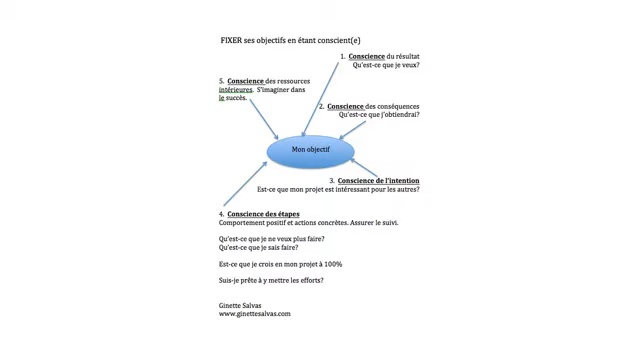 FIXER ses objectifs en étant conscient(e)
1. Conscience du résultat
Qu'est-ce que je veux?
5. Conscience des ressources
intérieures. S'imaginer dans
le succès.
2. Conscience des conséquences
Qu'est-ce que j'obtiendrai?
Mon objectif
3. Conscience de l'intention
Est-ce que mon projet est intéressant pour les autres?
4. Conscience des étapes
Comportement positif et actions concrètes. Assurer le suivi.
Qu'est-ce que je ne veux plus faire?
Qu'est-ce que je sais faire?
Est-ce que je crois en mon projet à 100%
Suis-je prête à y mettre les efforts?
Ginette Salvas
www.ginettesalvas.com